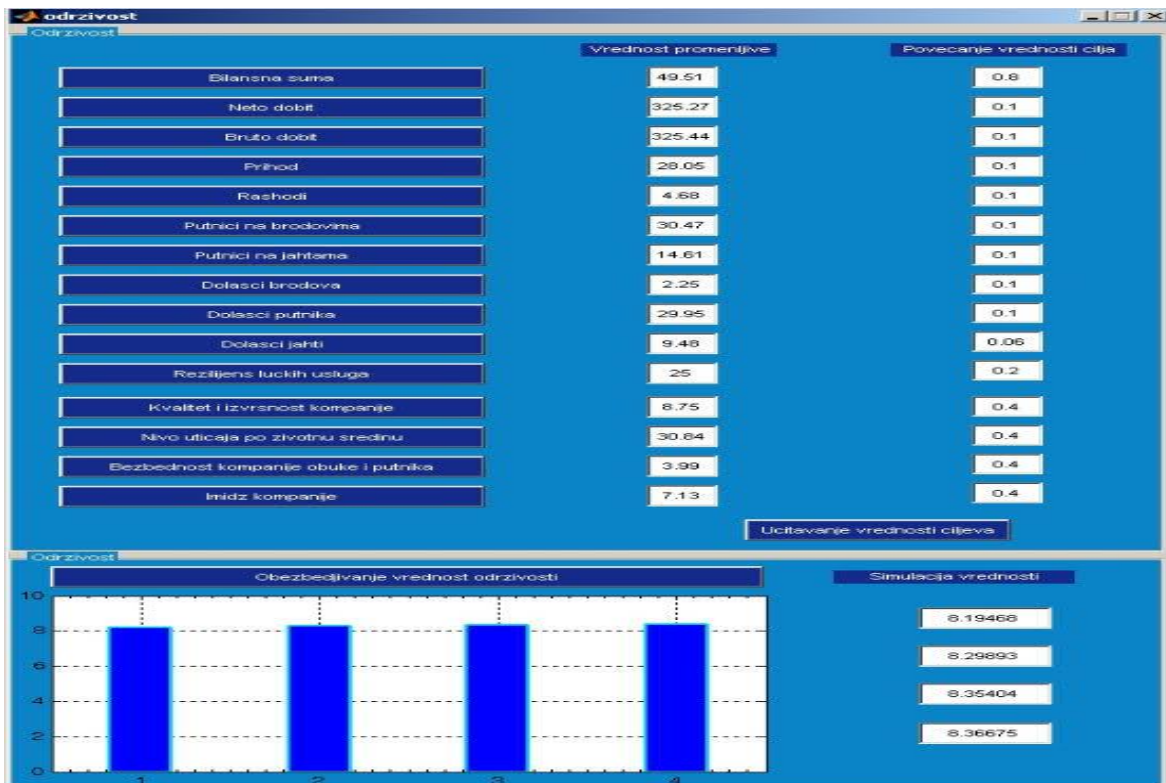 odrzivost
Odrzivost
Vrednost promenljive Povecanje vrednosti cilja
Bilansna suma 49.51 0.8
Neto dobit 325.27 0.1
Bruto dobit 325.44 0.1
Prihod 28.05 0.1
Rashodi 4.68 0.1
Putnici na brodovima 30.47 0.1
Putnici na jahtama 14.61 0.1
Dolasci brodova 2.25 0.1
Dolasci putnika 29.95 0.1
Dolasci jahti 9.48 0.06
Rezilijens luckih usluga 25 0.2
Kvalitet i izvrsnost kompanije 8.75 0.4
Nivo uticaja po zivotnu sredinu 30.84 0.4
Bezbednost kompanije obuke i putnika 3.99 0.4
Imidz kompanije 7.13 0.4
Ucitavanje vrednosti ciljeva
Odrzivost
Obezbedjivanje vrednost odrzivosti Simulacija vrednosti
10
8
6
4
2
0
1 2 3 4
8.19468
8.29893
8.35404
8.36675